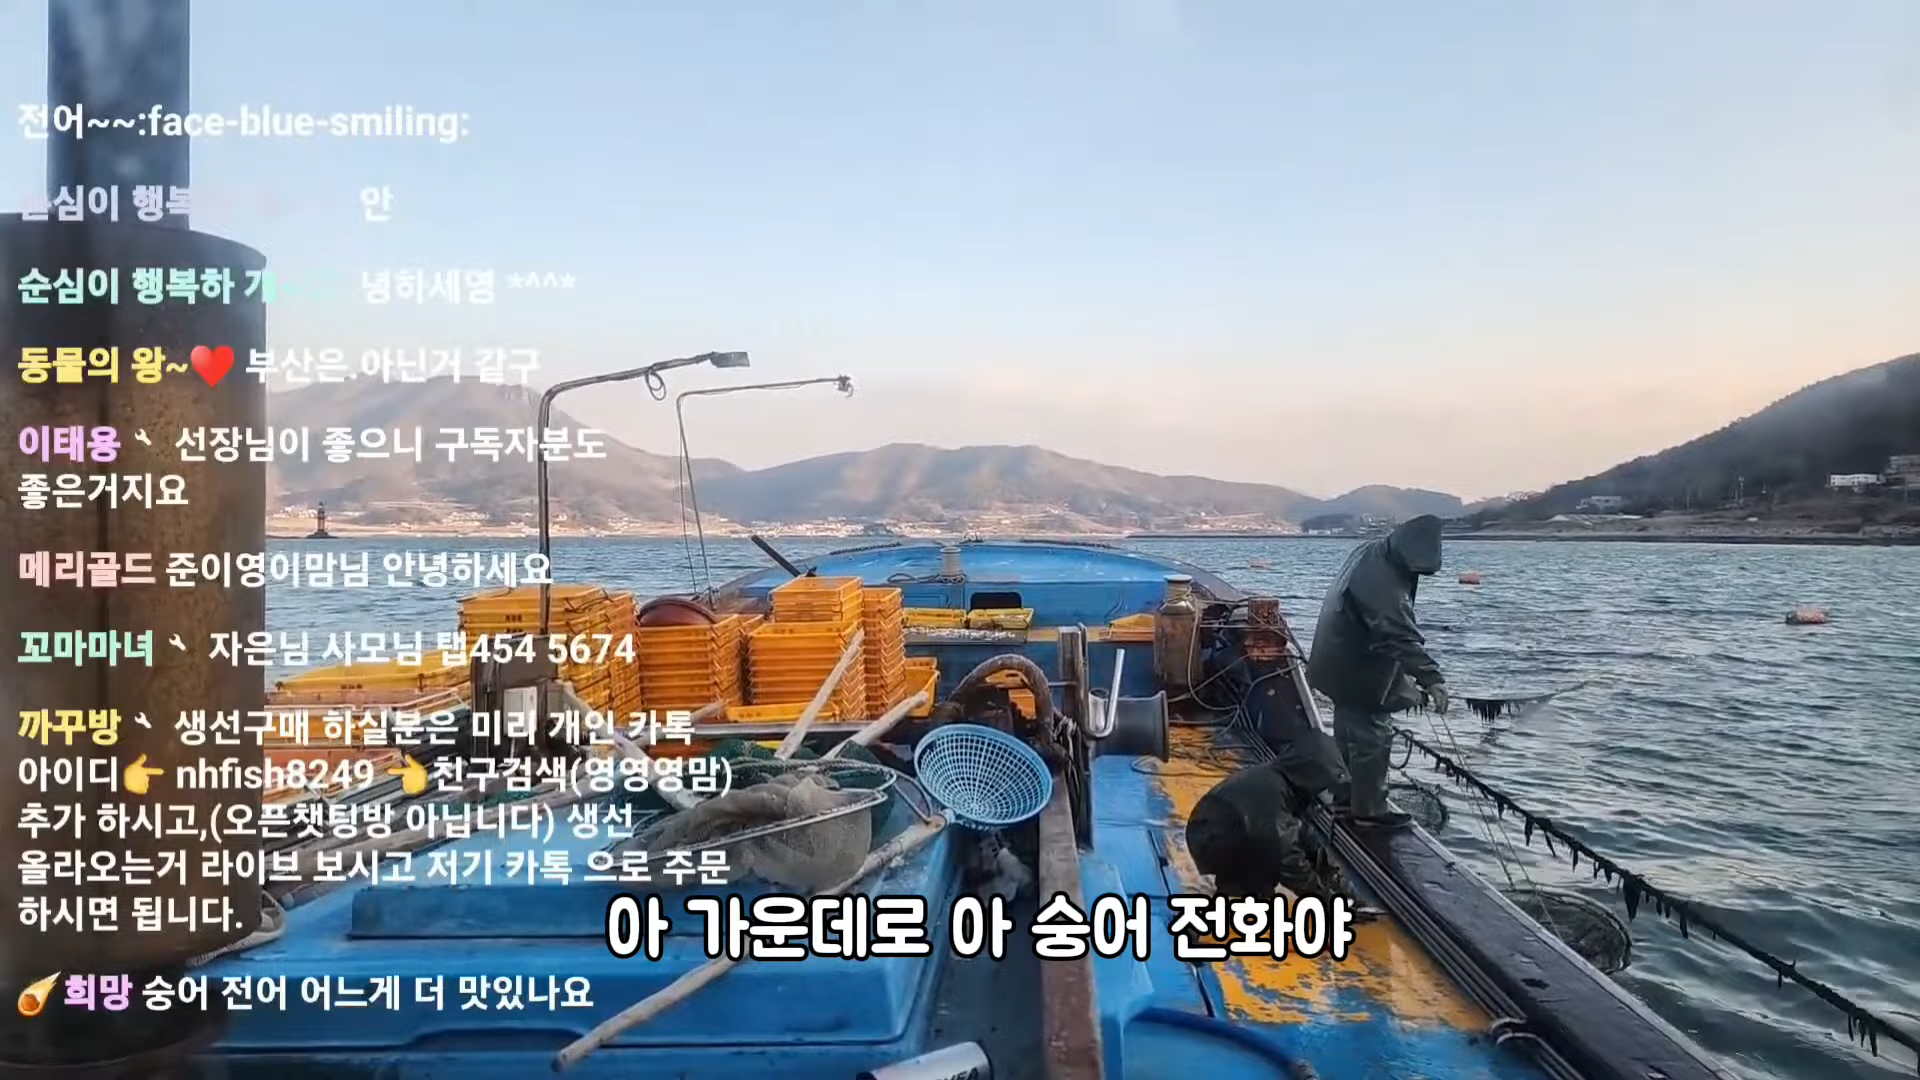 전어~~:face-blue-smiling:
심이 행복 안
순심이 행복하 개 녕하세영 *^^*
동물의 왕~❤️ 부산은.아닌거 같구
이태용 선장님이 좋으니 구독자분도
좋은거지요
메리골드 준이영이맘님 안녕하세요
꼬마마녀 자은님 사모님 탭454 5674
까꾸방 생선구매 하실분은 미리 개인 카톡
아이디👉 nhfish8249 👈친구검색(영영영맘)
추가 하시고,(오픈챗팅방 아닙니다) 생선
올라오는거 라이브 보시고 저기 카톡 으로 주문
하시면 됩니다.
아 가운데로 아 숭어 전화야
☄️희망 숭어 전어 어느게 더 맛있나요